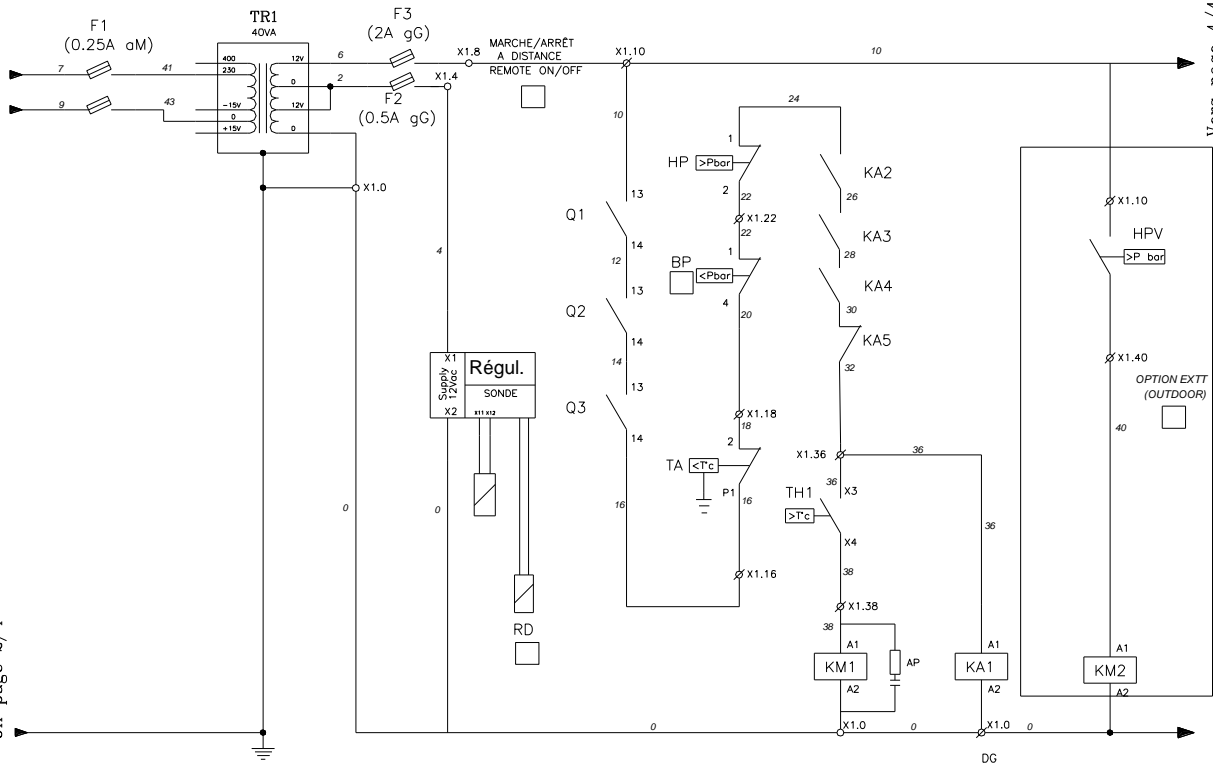 F1
(0.25A aM)
TR1
40VA
F3
(2A gG)
MARCHE/ARRÊT
A DISTANCE
REMOTE ON/OFF
X1.8
X1.10
10
7
41
400
230
12V
6
0
2
X1.4
F2
(0.5A gG)
9
43
-15V
0
+15V
12V
0
X1.0
10
24
1
HP
>Pbar
2
22
X1.22
22
KA2
26
13
Q1
14
12
KA3
28
1
BP
<Pbar
4
20
KA4
30
X1.10
HPV
>P bar
4
13
Q2
14
14
KA5
32
X1.40
OPTION EXTT
(OUTDOOR)
40
X1
Supply
12Vac
X2
Régul.
SONDE
X11 X12
13
Q3
14
X1.18
18
2
TA
<T°c
P1
16
X1.36
36
36
X3
TH1
>T°c
X4
38
36
0
0
16
X1.16
X1.38
38
RD
A1
KM1
A2
AP
A1
KA1
A2
A1
KM2
A2
0
X1.0
0
X1.0
0
DG